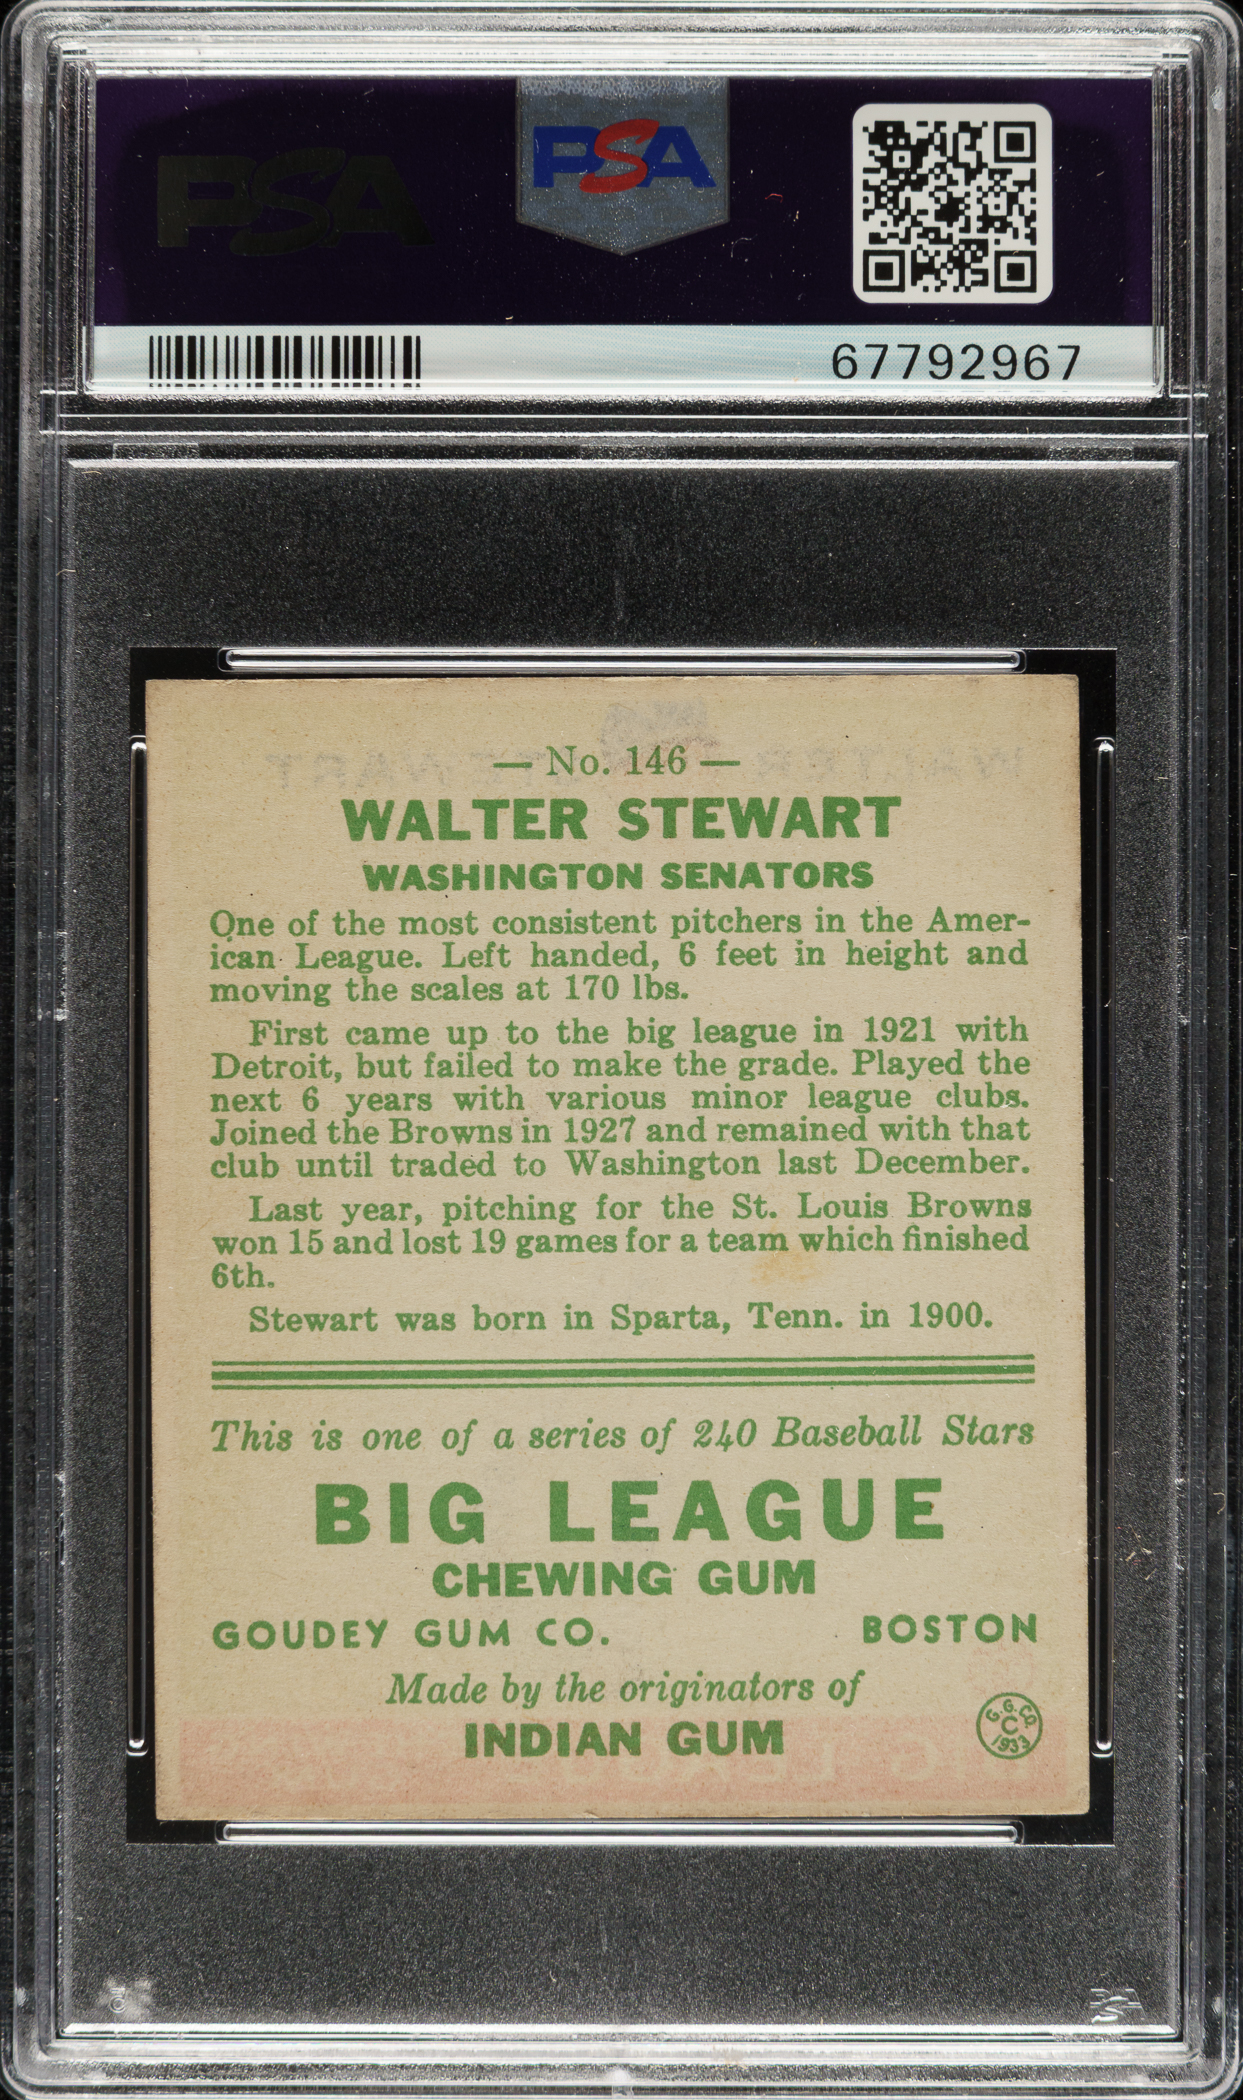 PSA
PSA
67792967
— No. 146 —
WALTER STEWART
WASHINGTON SENATORS
One of the most consistent pitchers in the Amer-
ican League. Left handed, 6 feet in height and
moving the scales at 170 lbs.
First came up to the big league in 1921 with
Detroit, but failed to make the grade. Played the
next 6 years with various minor league clubs.
Joined the Browns in 1927 and remained with that
club until traded to Washington last December.
Last year, pitching for the St. Louis Browns
won 15 and lost 19 games for a team which finished
6th.
Stewart was born in Sparta, Tenn. in 1900.
This is one of a series of 240 Baseball Stars
BIG LEAGUE
CHEWING GUM
GOUDEY GUM CO. BOSTON
Made by the originators of
INDIAN GUM
G.G.CO.
C
1933
PSA